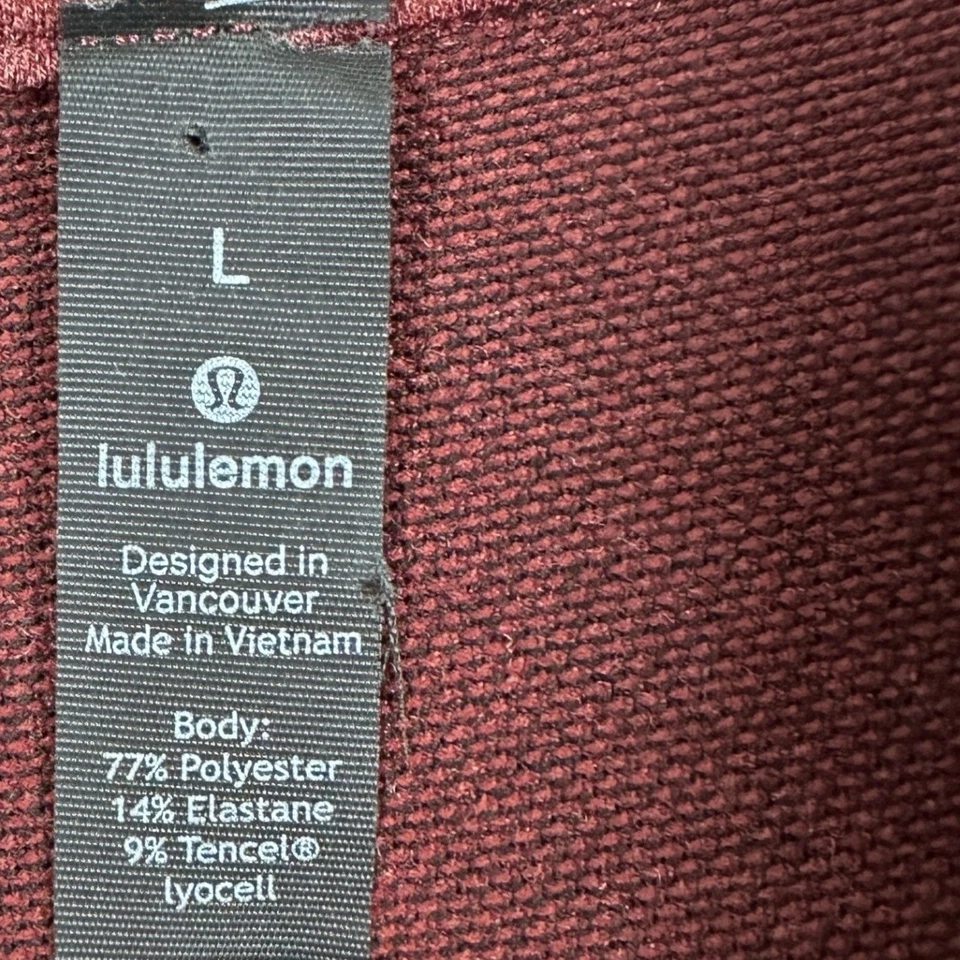 L
lululemon
Designed in
Vancouver
Made in Vietnam
Body:
77% Polyester
14% Elastane
9% Tencel®
lyocell